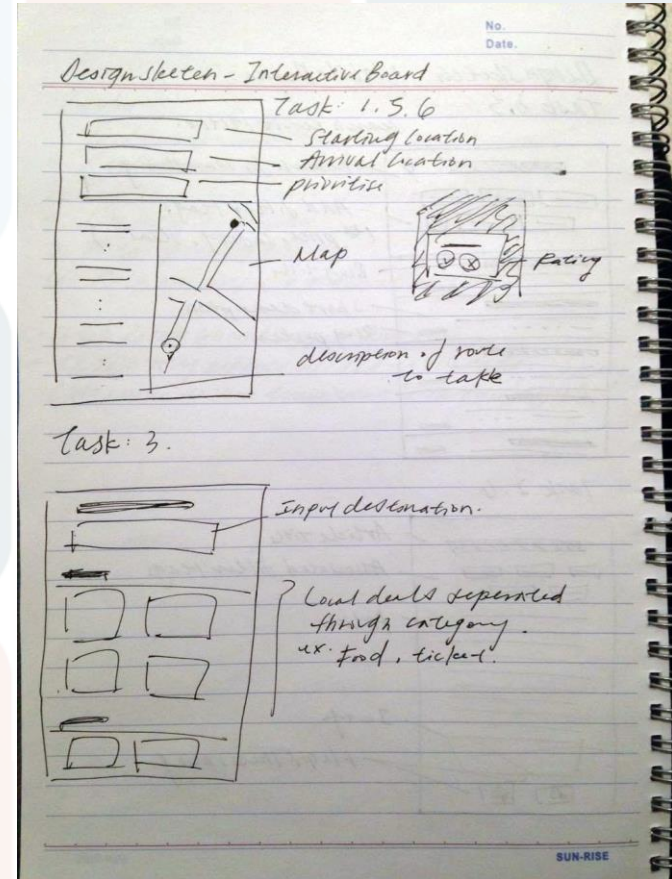 No.
Date.
Design sketch - Interactive Board
Task: 1. 5. 6
Starting location
Arrival location
prioritise
Map
Rating
description of route
to take
Task: 3.
Input destination.
Local deals seperated
through category.
ex. Food, ticket.
SUN-RISE